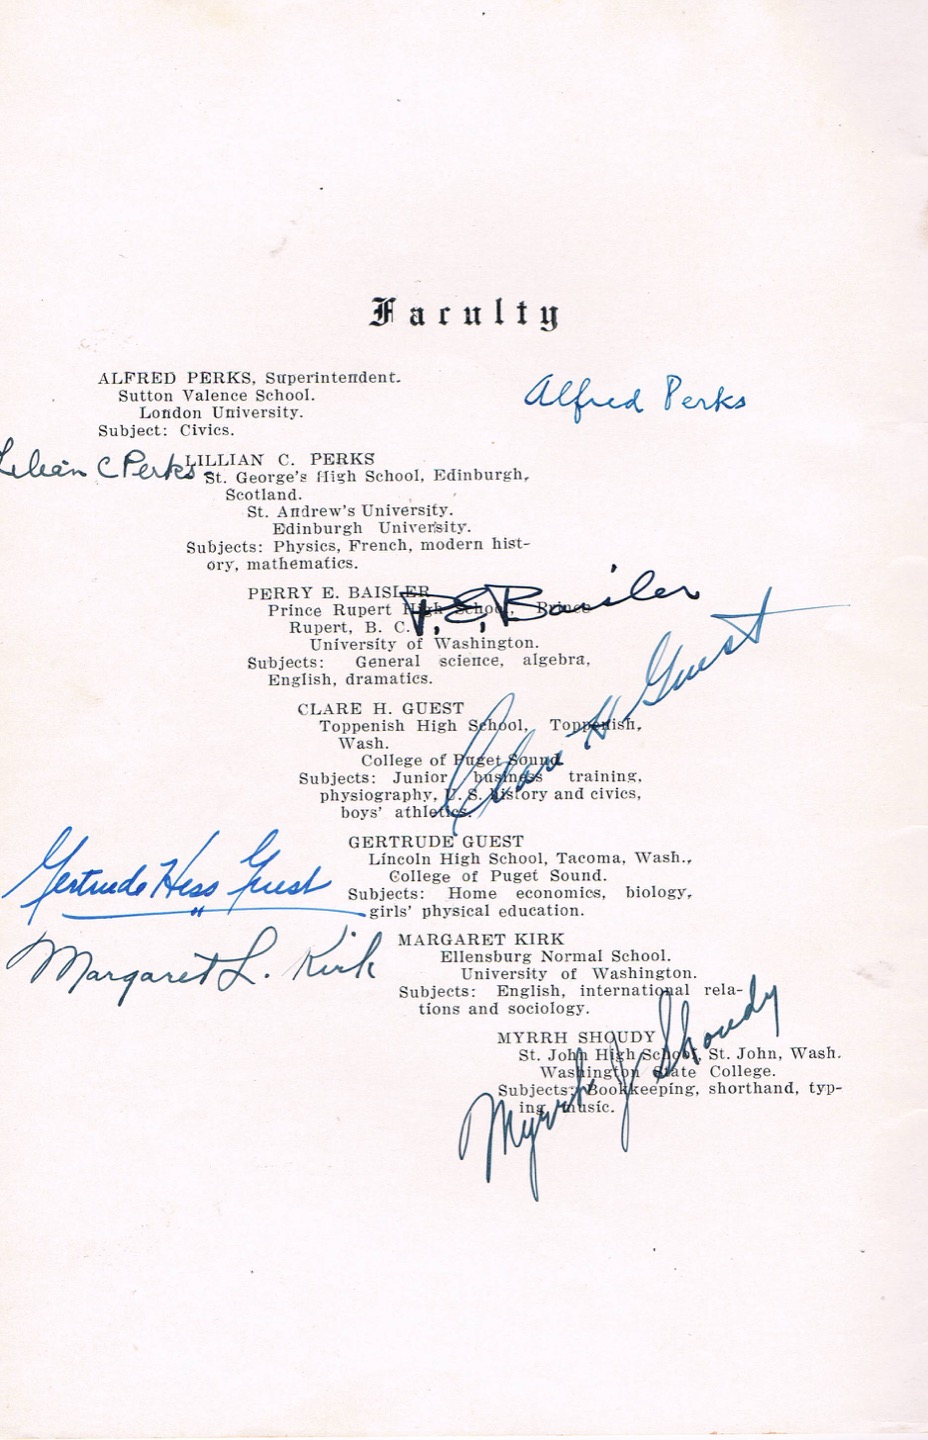 Faculty
ALFRED PERKS, Superintendent.
Alfred Perks
Sutton Valence School.
London University.
Subject: Civics.
Lilian C Perks
LILLIAN C. PERKS
St. George's High School, Edinburgh,
Scotland.
St. Andrew's University.
Edinburgh University.
Subjects: Physics, French, modern hist-
ory, mathematics.
PERRY E. BAISLER
P. E. Baisler
Prince Rupert High School, Prince
Rupert, B. C.
University of Washington.
Subjects: General science, algebra,
English, dramatics.
CLARE H. GUEST
Clare H. Guest
Toppenish High School, Toppenish,
Wash.
College of Puget Sound.
Subjects: Junior business training,
physiography, U. S. history and civics,
boys' athletics.
GERTRUDE GUEST
Lincoln High School, Tacoma, Wash.,
College of Puget Sound.
Gertrude Hess Guest
Subjects: Home economics, biology,
girls' physical education.
MARGARET KIRK
Margaret L. Kirk
Ellensburg Normal School.
University of Washington.
Subjects: English, international rela-
tions and sociology.
MYRRH SHOUDY
Myrrh J Shoudy
St. John High School, St. John, Wash.
Washington State College.
Subjects: Bookkeeping, shorthand, typ-
ing, music.